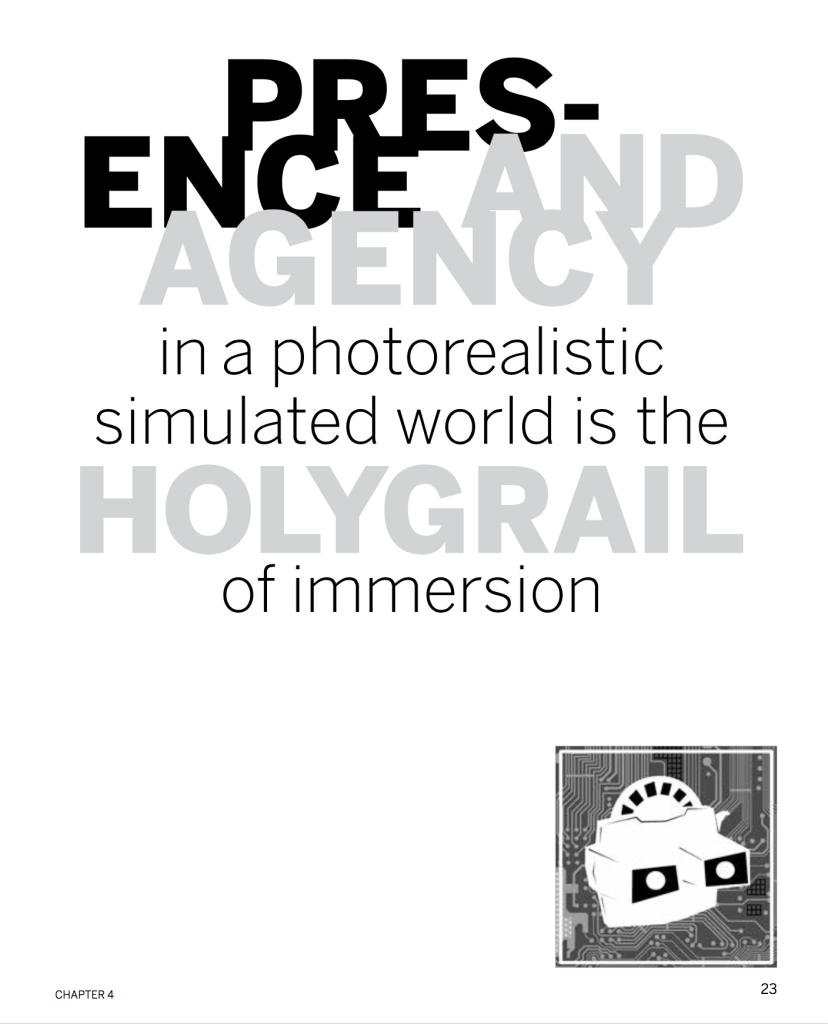 PRES-
ENCE AND
AGENCY
in a photorealistic
simulated world is the
HOLYGRAIL
of immersion
CHAPTER 4
23